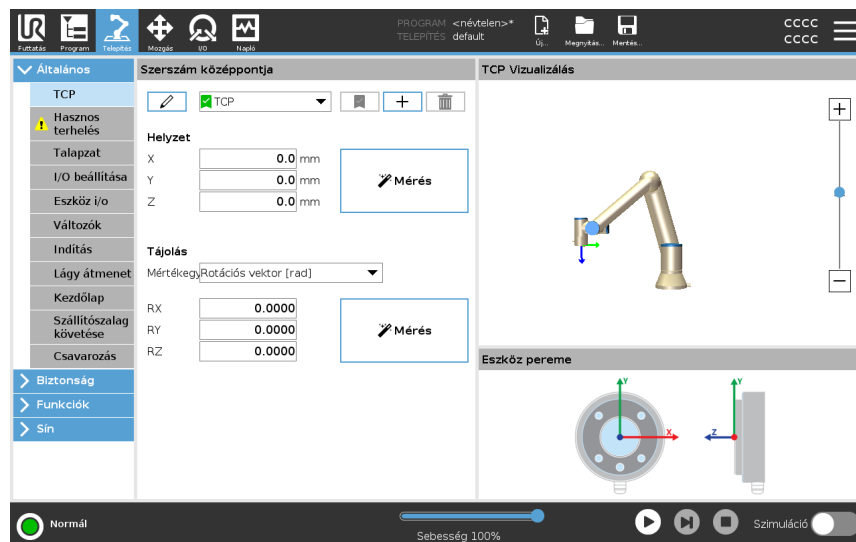 UR
Futtatás
Program
Telepítés
Mozgás
I/O
Napló
PROGRAM <névtelen>*
TELEPÍTÉS default
Új...
Megnyitás...
Mentés...
cccc
cccc
Általános
TCP
Hasznos
terhelés
Talapzat
I/O beállítása
Eszköz i/o
Változók
Indítás
Lágy átmenet
Kezdőlap
Szállítószalag
követése
Csavarozás
Biztonság
Funkciók
Sín
Szerszám középpontja
TCP
Helyzet
X 0.0 mm
Y 0.0 mm
Z 0.0 mm
Mérés
Tájolás
Mértékegy Rotációs vektor [rad]
RX 0.0000
RY 0.0000
RZ 0.0000
Mérés
TCP Vizualizálás
Eszköz pereme
Y
X
Y
Z
Normál
Sebesség 100%
Szimuláció